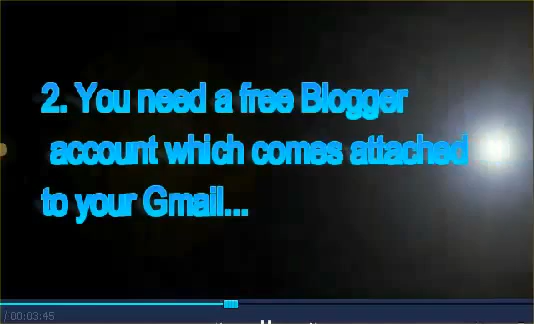 2. You need a free Blogger
account which comes attached
to your Gmail...
/ 00:03:45